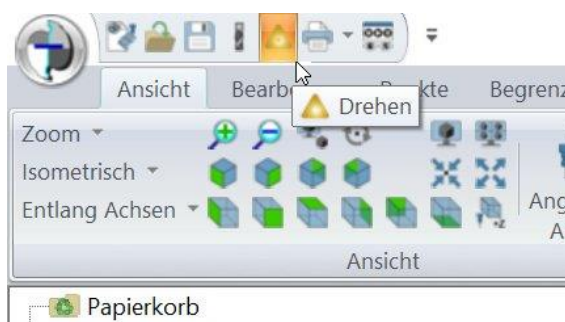 Ansicht
Drehen
Zoom
Isometrisch
Entlang Achsen
Ansicht
Papierkorb